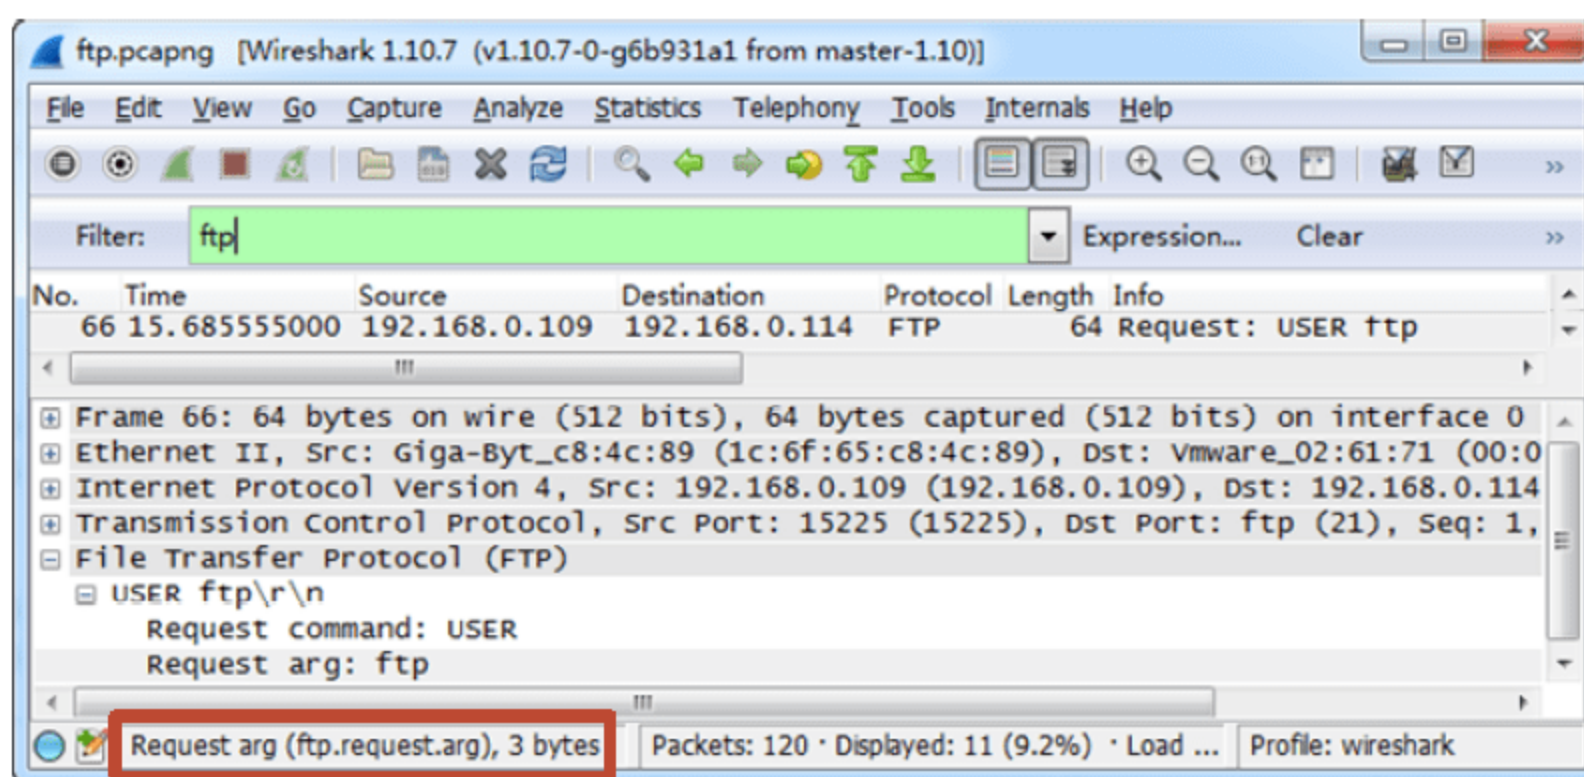 ftp.pcapng [Wireshark 1.10.7 (v1.10.7-0-g6b931a1 from master-1.10)]
File Edit View Go Capture Analyze Statistics Telephony Tools Internals Help
Filter: ftp Expression... Clear
No. Time Source Destination Protocol Length Info
66 15.685555000 192.168.0.109 192.168.0.114 FTP 64 Request: USER ftp
Frame 66: 64 bytes on wire (512 bits), 64 bytes captured (512 bits) on interface 0
Ethernet II, Src: Giga-Byt_c8:4c:89 (1c:6f:65:c8:4c:89), Dst: Vmware_02:61:71 (00:0
Internet Protocol Version 4, Src: 192.168.0.109 (192.168.0.109), Dst: 192.168.0.114
Transmission Control Protocol, Src Port: 15225 (15225), Dst Port: ftp (21), Seq: 1,
File Transfer Protocol (FTP)
USER ftp\r\n
Request command: USER
Request arg: ftp
Request arg (ftp.request.arg), 3 bytes Packets: 120 · Displayed: 11 (9.2%) · Load ... Profile: wireshark